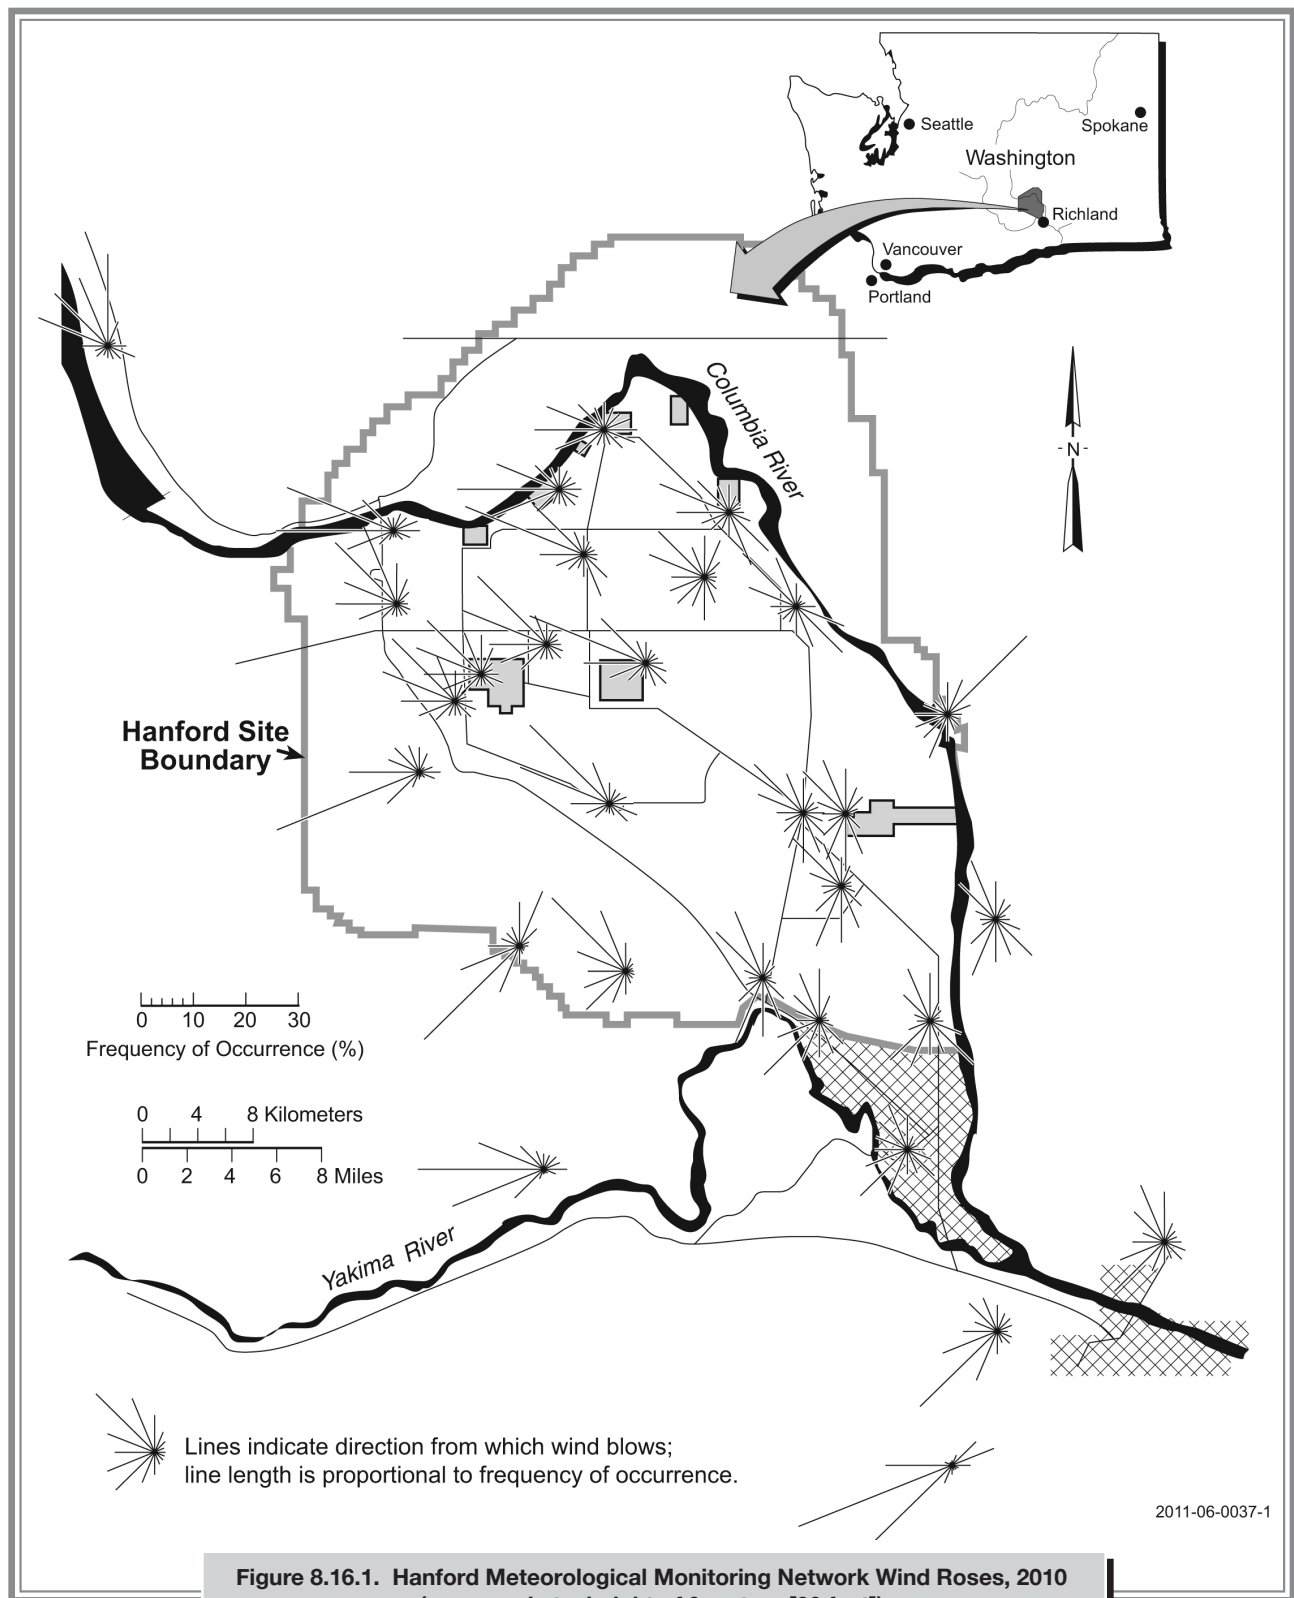 Seattle
Spokane
Washington
Richland
Vancouver
Portland
Columbia River
-N-
Hanford Site
Boundary
0 10 20 30
Frequency of Occurrence (%)
0 4 8 Kilometers
0 2 4 6 8 Miles
Yakima River
Lines indicate direction from which wind blows;
line length is proportional to frequency of occurrence.
2011-06-0037-1
Figure 8.16.1. Hanford Meteorological Monitoring Network Wind Roses, 2010